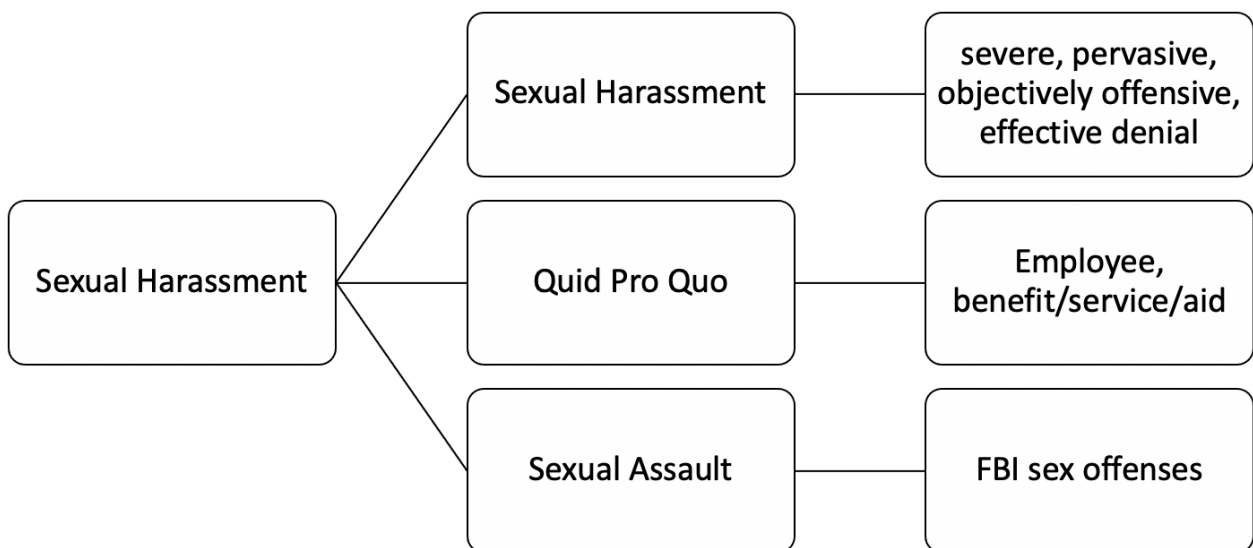 Sexual Harassment
Sexual Harassment
severe, pervasive,
objectively offensive,
effective denial
Quid Pro Quo
Employee,
benefit/service/aid
Sexual Assault
FBI sex offenses